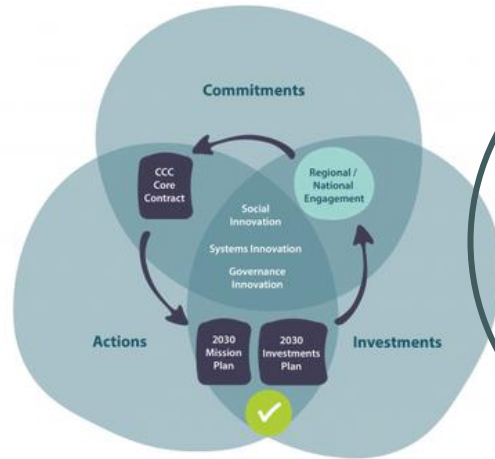 Commitments
CCC
Core
Contract
Regional /
National
Engagement
Social
Innovation
Systems Innovation
Governance
Innovation
Actions
2030
Mission
Plan
2030
Investments
Plan
Investments